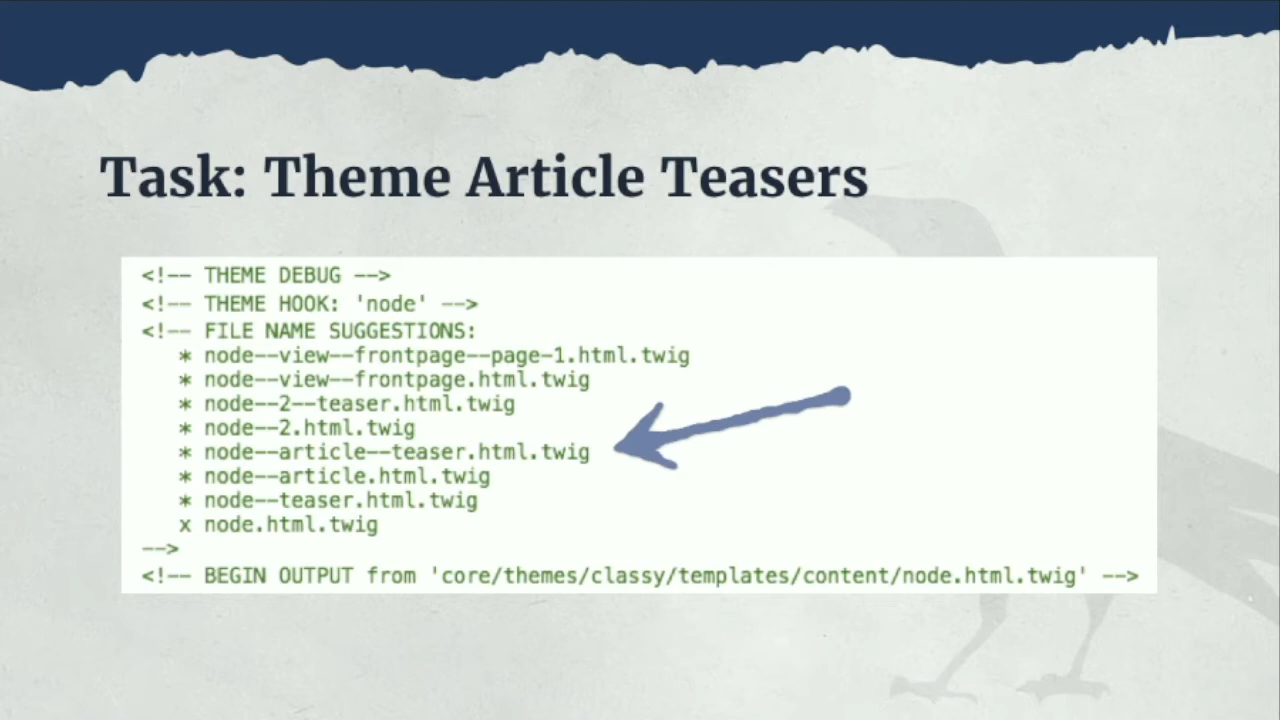 Task: Theme Article Teasers
<!-- THEME DEBUG -->
<!-- THEME HOOK: 'node' -->
<!-- FILE NAME SUGGESTIONS:
* node--view--frontpage--page-1.html.twig
* node--view--frontpage.html.twig
* node--2--teaser.html.twig
* node--2.html.twig
* node--article--teaser.html.twig
* node--article.html.twig
* node--teaser.html.twig
x node.html.twig
-->
<!-- BEGIN OUTPUT from 'core/themes/classy/templates/content/node.html.twig' -->